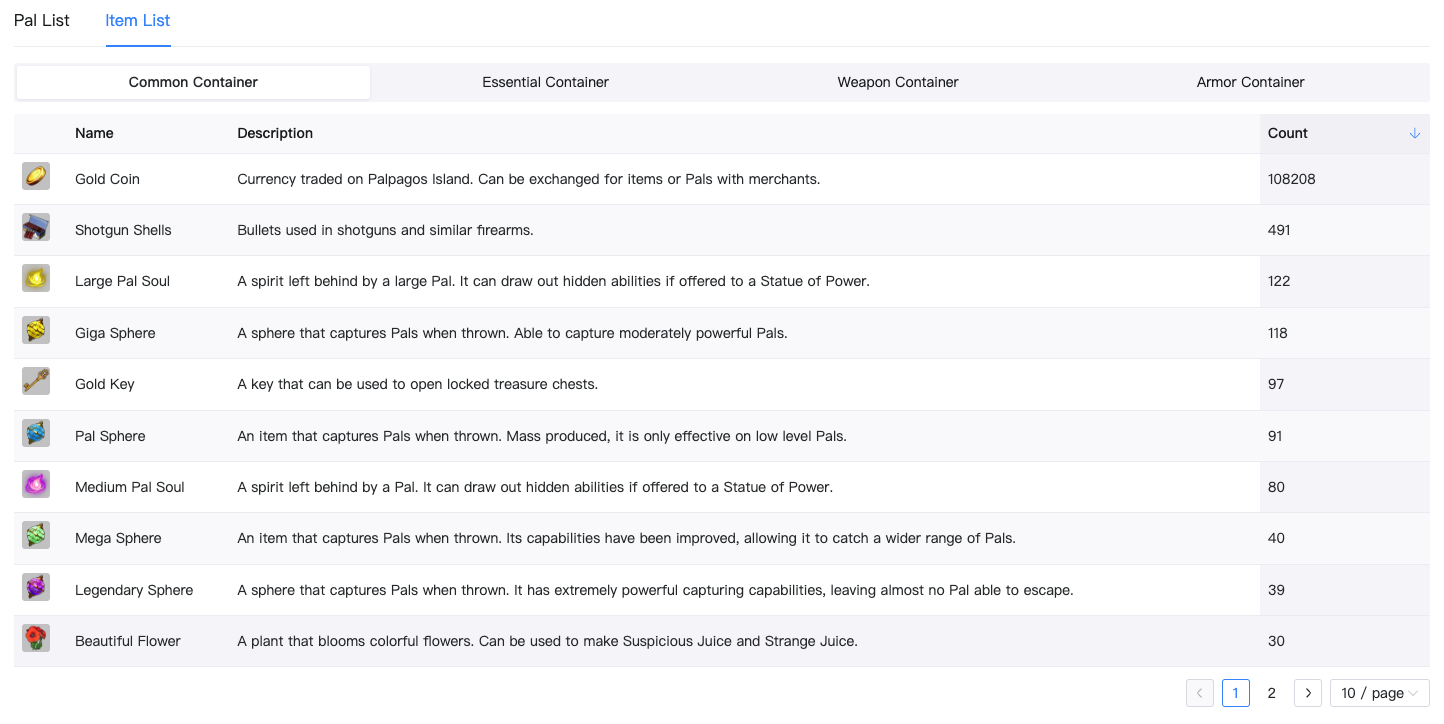 Pal List Item List
Common Container Essential Container Weapon Container Armor Container
Name Description Count
Gold Coin Currency traded on Palpagos Island. Can be exchanged for items or Pals with merchants. 108208
Shotgun Shells Bullets used in shotguns and similar firearms. 491
Large Pal Soul A spirit left behind by a large Pal. It can draw out hidden abilities if offered to a Statue of Power. 122
Giga Sphere A sphere that captures Pals when thrown. Able to capture moderately powerful Pals. 118
Gold Key A key that can be used to open locked treasure chests. 97
Pal Sphere An item that captures Pals when thrown. Mass produced, it is only effective on low level Pals. 91
Medium Pal Soul A spirit left behind by a Pal. It can draw out hidden abilities if offered to a Statue of Power. 80
Mega Sphere An item that captures Pals when thrown. Its capabilities have been improved, allowing it to catch a wider range of Pals. 40
Legendary Sphere A sphere that captures Pals when thrown. It has extremely powerful capturing capabilities, leaving almost no Pal able to escape. 39
Beautiful Flower A plant that blooms colorful flowers. Can be used to make Suspicious Juice and Strange Juice. 30
1 2 10 / page